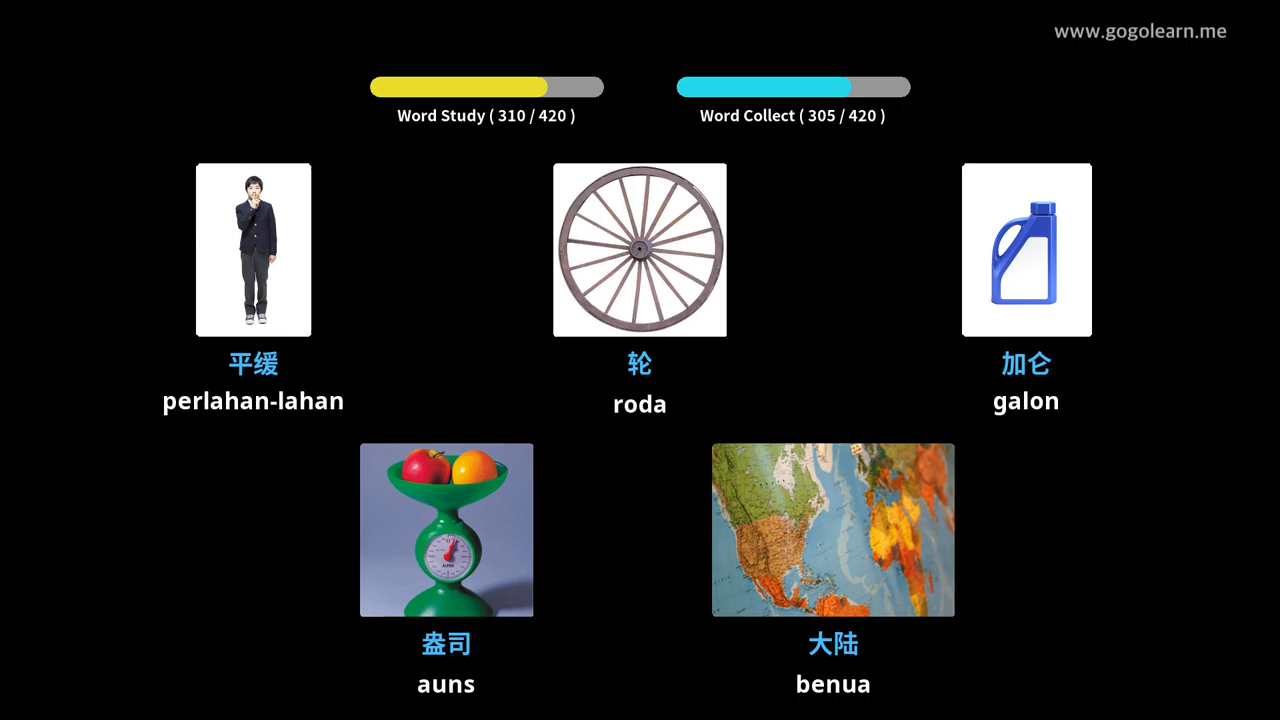 www.gogolearn.me
Word Study ( 310 / 420 )
Word Collect ( 305 / 420 )
平缓
perlahan-lahan
轮
roda
加仑
galon
盎司
auns
大陆
benua